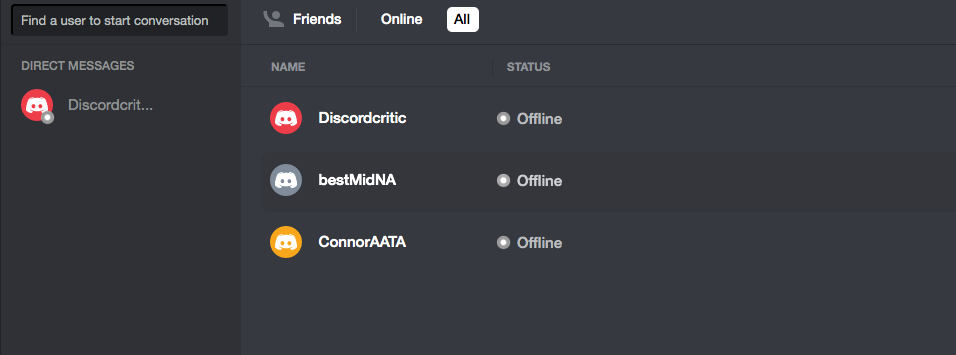 Find a user to start conversation
Friends Online All
DIRECT MESSAGES
Discordcrit...
NAME STATUS
Discordcritic Offline
bestMidNA Offline
ConnorAATA Offline